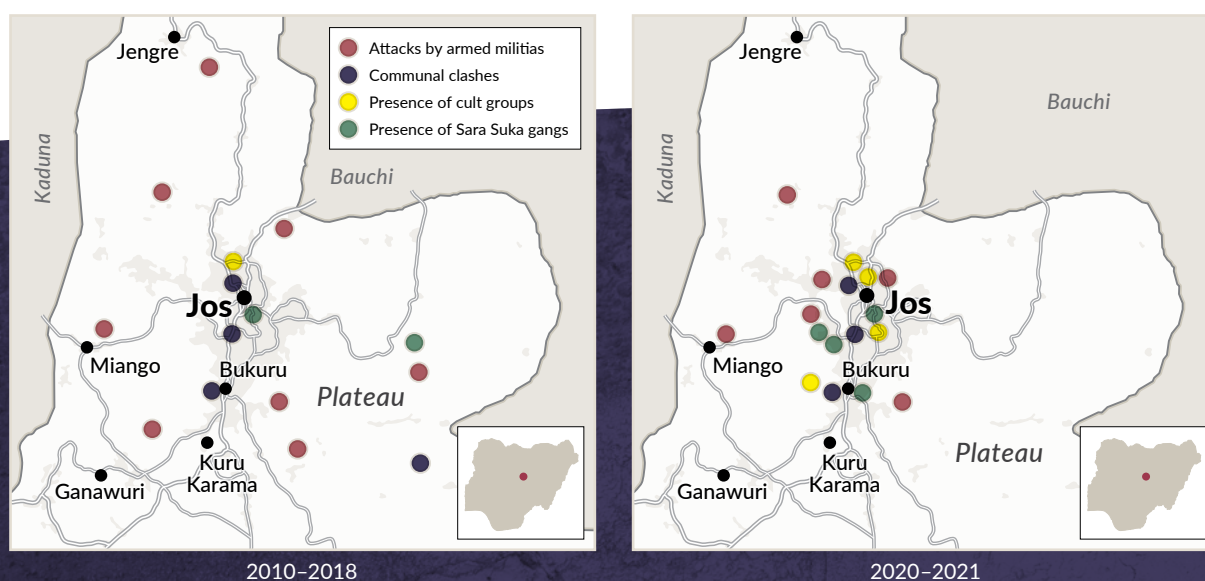 Jengre
Attacks by armed militias
Communal clashes
Presence of cult groups
Presence of Sara Suka gangs
Kaduna
Bauchi
Jos
Miango
Bukuru
Plateau
Kuru
Karama
Ganawuri
2010–2018
Jengre
Bauchi
Kaduna
Jos
Miango
Bukuru
Plateau
Kuru
Karama
Ganawuri
2020–2021